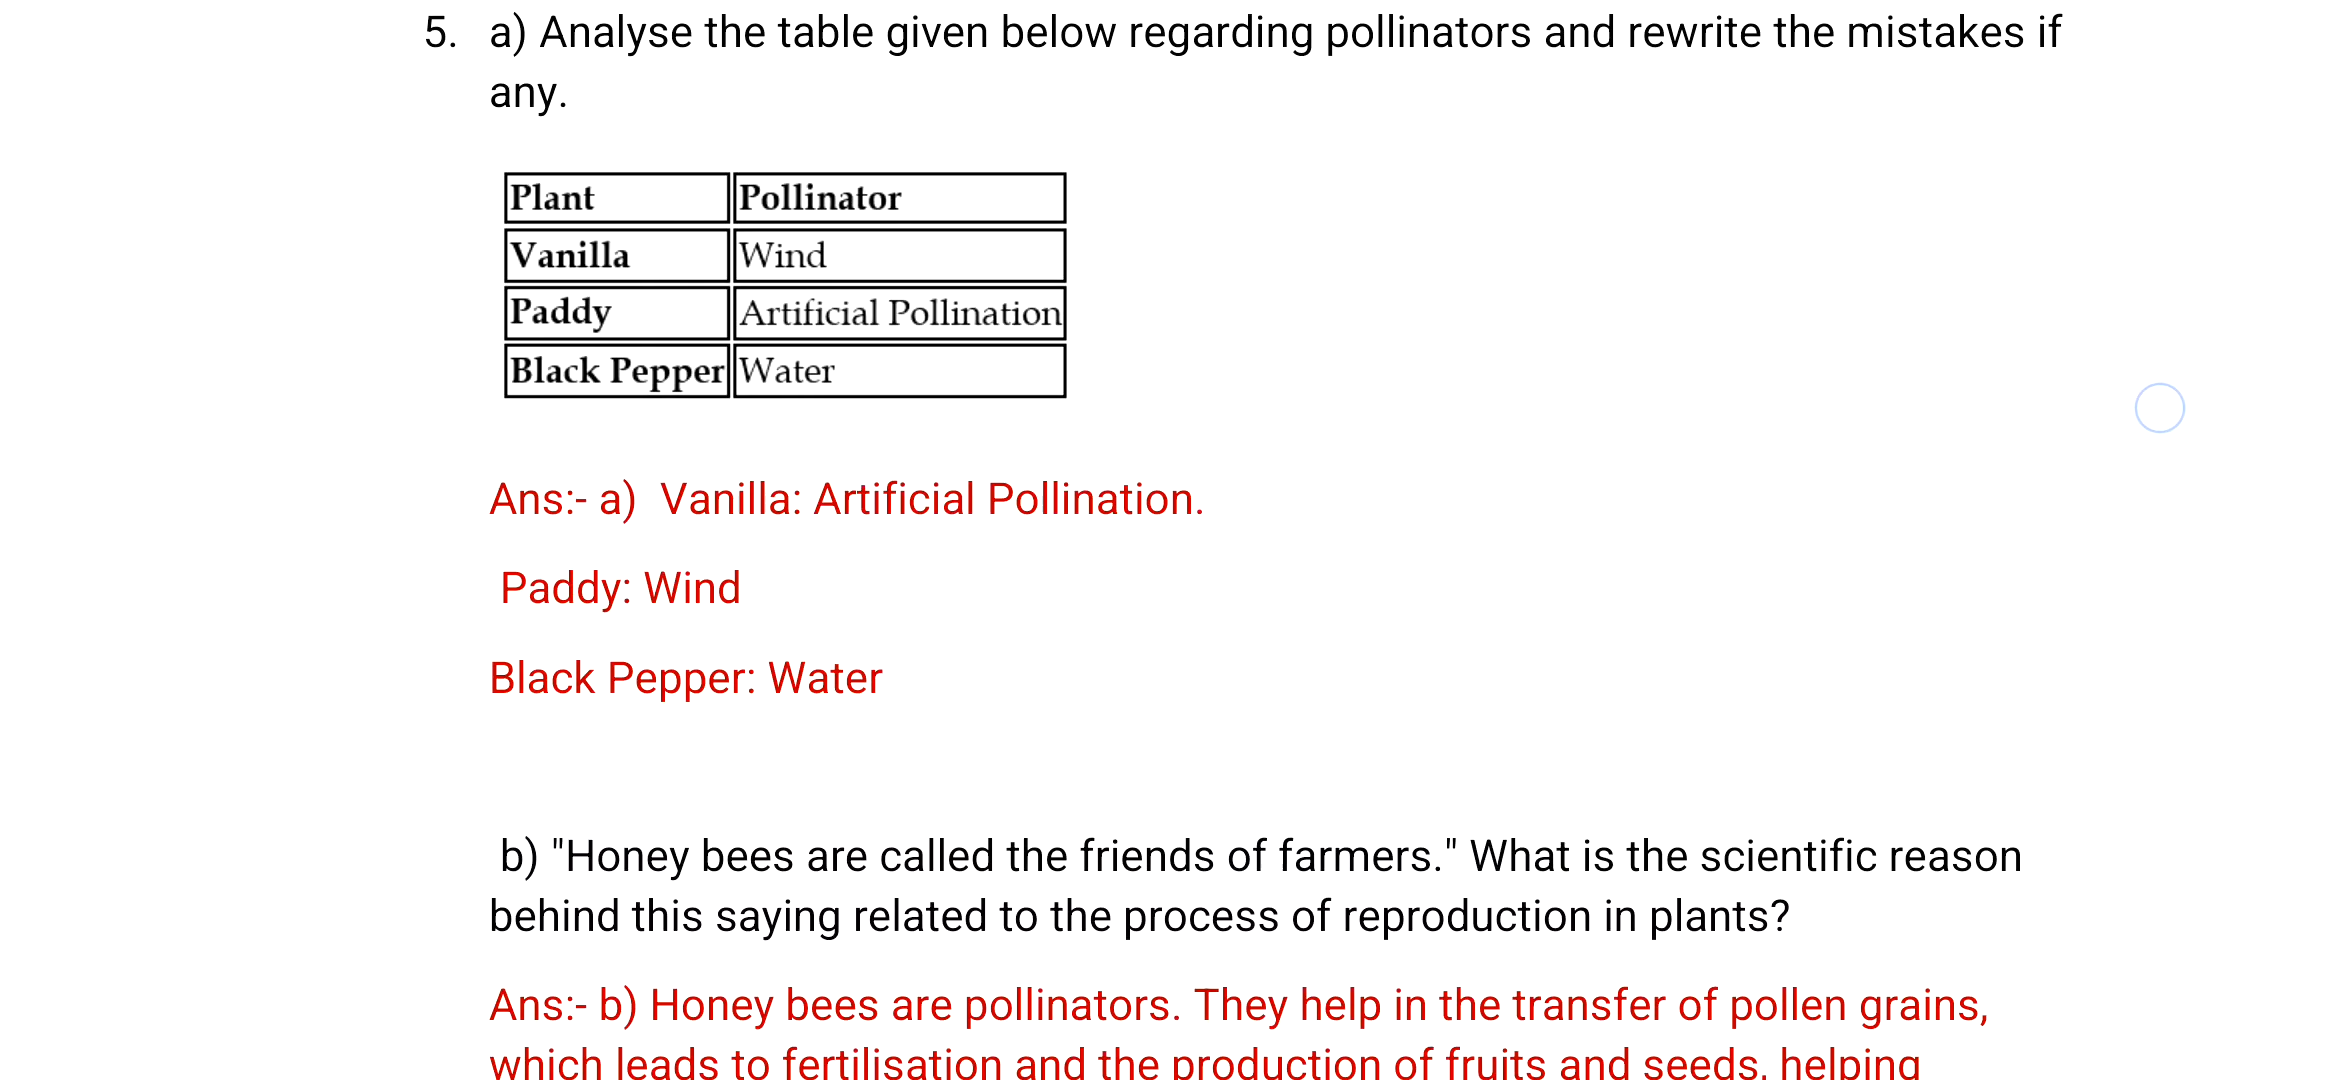 5. a) Analyse the table given below regarding pollinators and rewrite the mistakes if
any.
Plant Pollinator
Vanilla Wind
Paddy Artificial Pollination
Black Pepper Water
Ans:- a) Vanilla: Artificial Pollination.
Paddy: Wind
Black Pepper: Water
b) "Honey bees are called the friends of farmers." What is the scientific reason
behind this saying related to the process of reproduction in plants?
Ans:- b) Honey bees are pollinators. They help in the transfer of pollen grains,
which leads to fertilisation and the production of fruits and seeds, helping